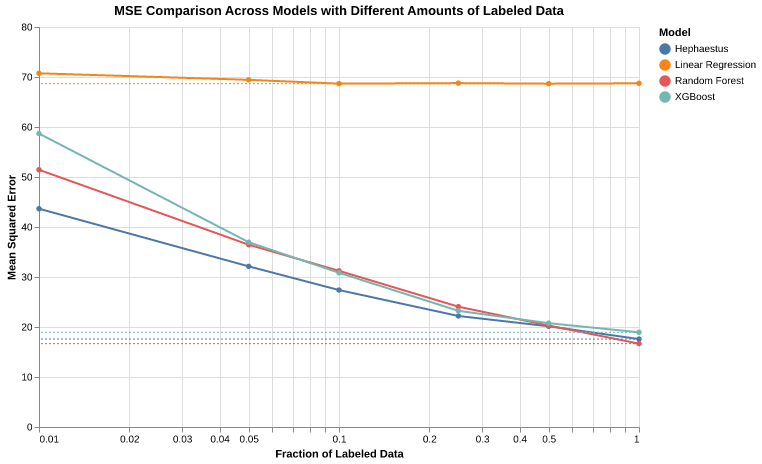 MSE Comparison Across Models with Different Amounts of Labeled Data
Mean Squared Error
80
70
60
50
40
30
20
10
0
0.01
0.02
0.03
0.04
0.05
0.1
0.2
0.3
0.4
0.5
1
Fraction of Labeled Data
Model
Hephaestus
Linear Regression
Random Forest
XGBoost